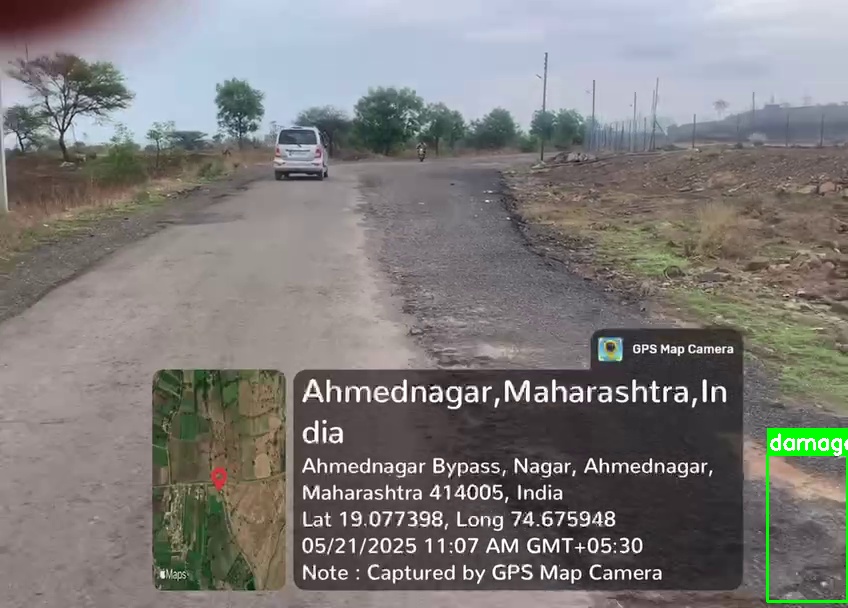 GPS Map Camera
Ahmednagar,Maharashtra,In
dia
Ahmednagar Bypass, Nagar, Ahmednagar,
Maharashtra 414005, India
Lat 19.077398, Long 74.675948
05/21/2025 11:07 AM GMT+05:30
Note : Captured by GPS Map Camera
Maps
damag